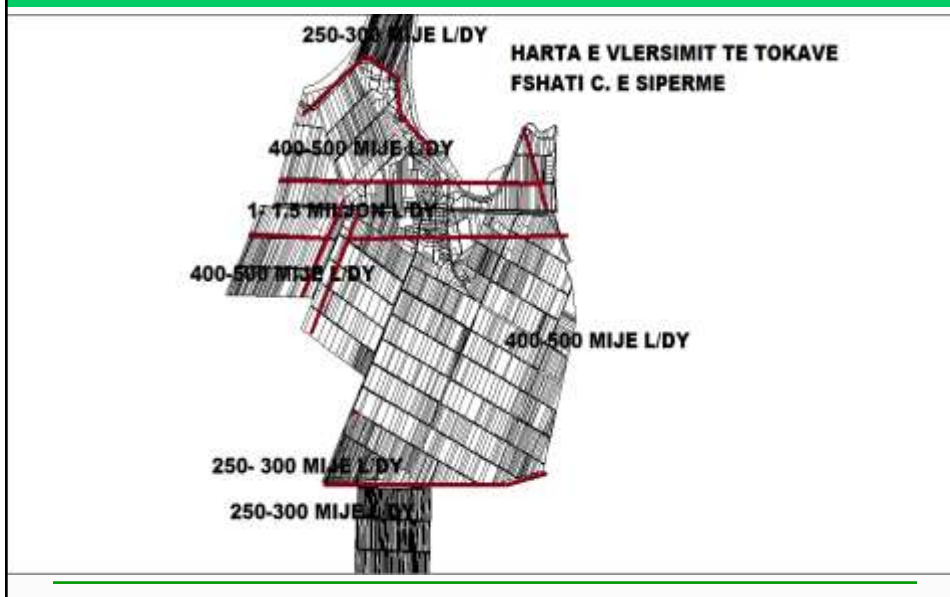 250-300 MIJE L/DY
HARTA E VLERSIMIT TE TOKAVE
FSHATI C. E SIPERME
400-500 MIJE L/DY
1- 1.5 MILJON L/DY
400-500 MIJE L/DY
400-500 MIJE L/DY
250- 300 MIJE L/DY
250-300 MIJE L/DY